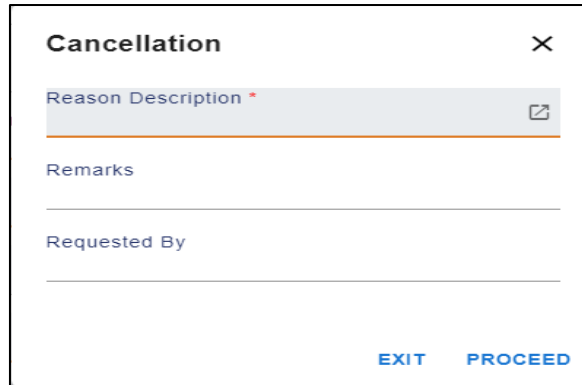 Cancellation
Reason Description *
Remarks
Requested By
EXIT PROCEED